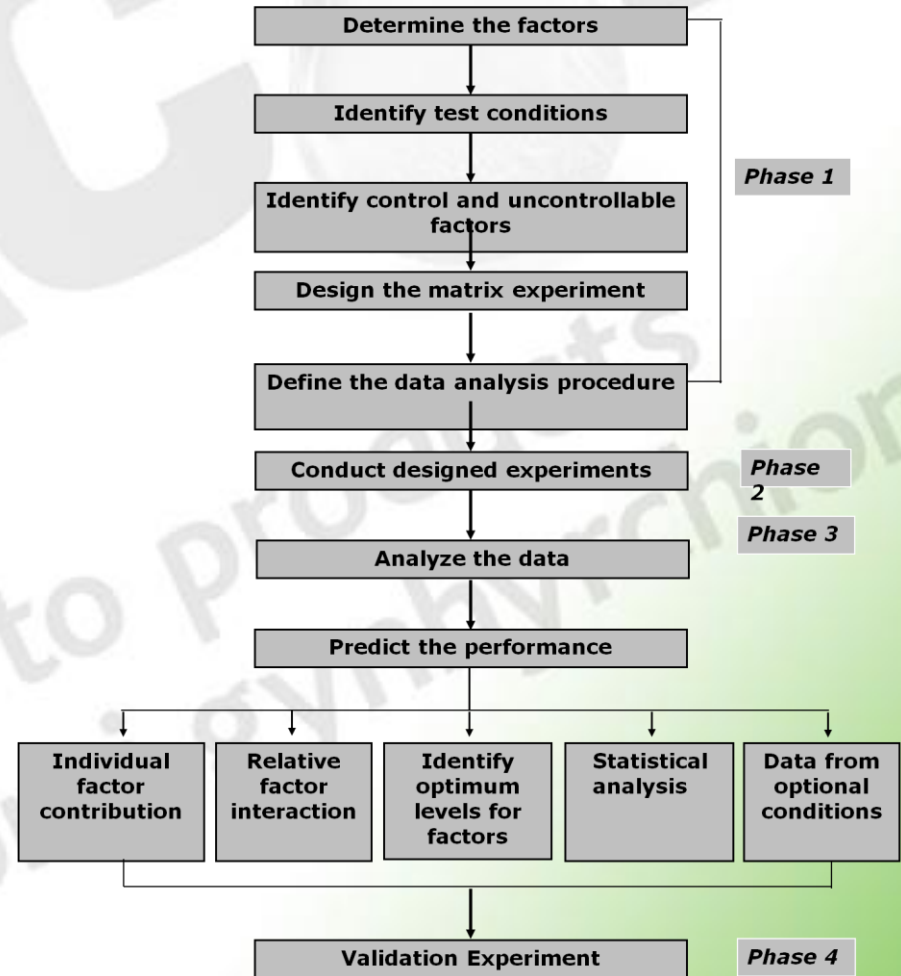 Determine the factors
Identify test conditions
Phase 1
Identify control and uncontrollable
factors
Design the matrix experiment
Define the data analysis procedure
Conduct designed experiments
Phase
2
Phase 3
Analyze the data
Predict the performance
Individual
factor
contribution
Relative
factor
interaction
Identify
optimum
levels for
factors
Statistical
analysis
Data from
optional
conditions
Validation Experiment
Phase 4
to products